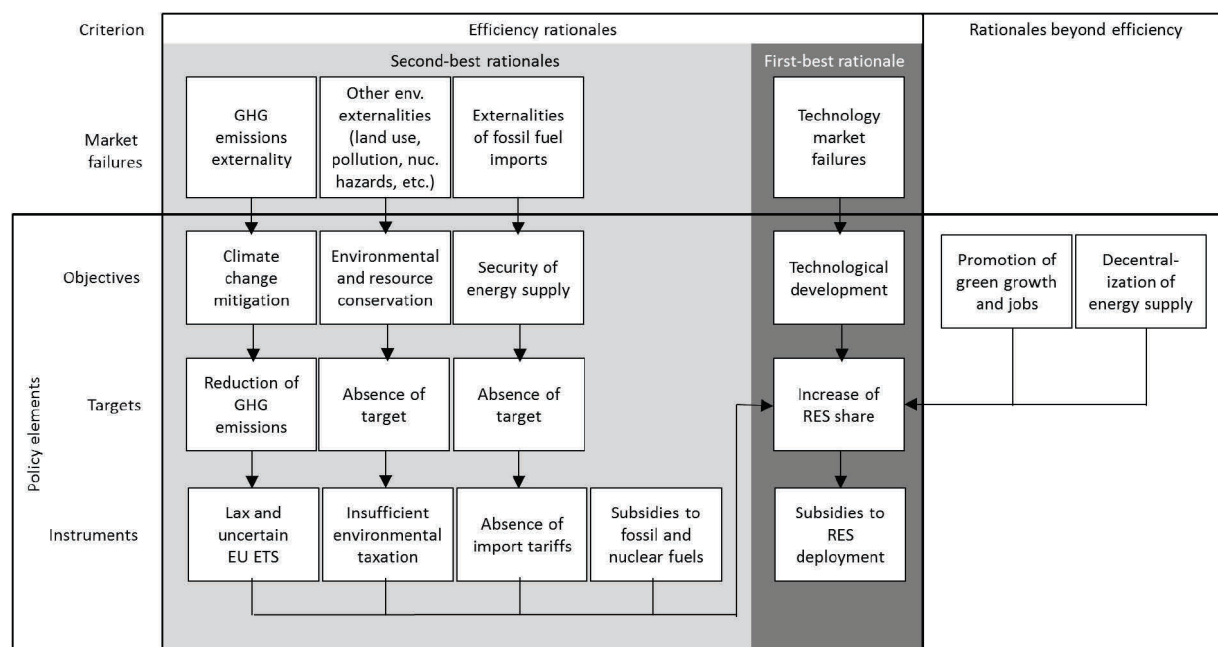 Criterion
Efficiency rationales
Rationales beyond efficiency
Second-best rationales
First-best rationale
Market
failures
GHG
emissions
externality
Other env.
externalities
(land use,
pollution, nuc.
hazards, etc.)
Externalities
of fossil fuel
imports
Technology
market
failures
Policy elements
Objectives
Climate
change
mitigation
Environmental
and resource
conservation
Security of
energy supply
Technological
development
Promotion of
green growth
and jobs
Decentral-
ization of
energy supply
Targets
Reduction of
GHG
emissions
Absence of
target
Absence of
target
Increase of
RES share
Instruments
Lax and
uncertain
EU ETS
Insufficient
environmental
taxation
Absence of
import tariffs
Subsidies to
fossil and
nuclear fuels
Subsidies to
RES
deployment